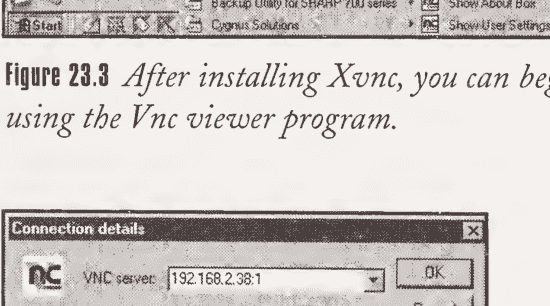 Backup Utility for SHARP 700 series Show About Box
Start Cygnus Solutions Show User Settings
Figure 23.3 After installing Xvnc, you can beg
using the Vnc viewer program.
Connection details
VNC server: 192.168.2.38:1 OK